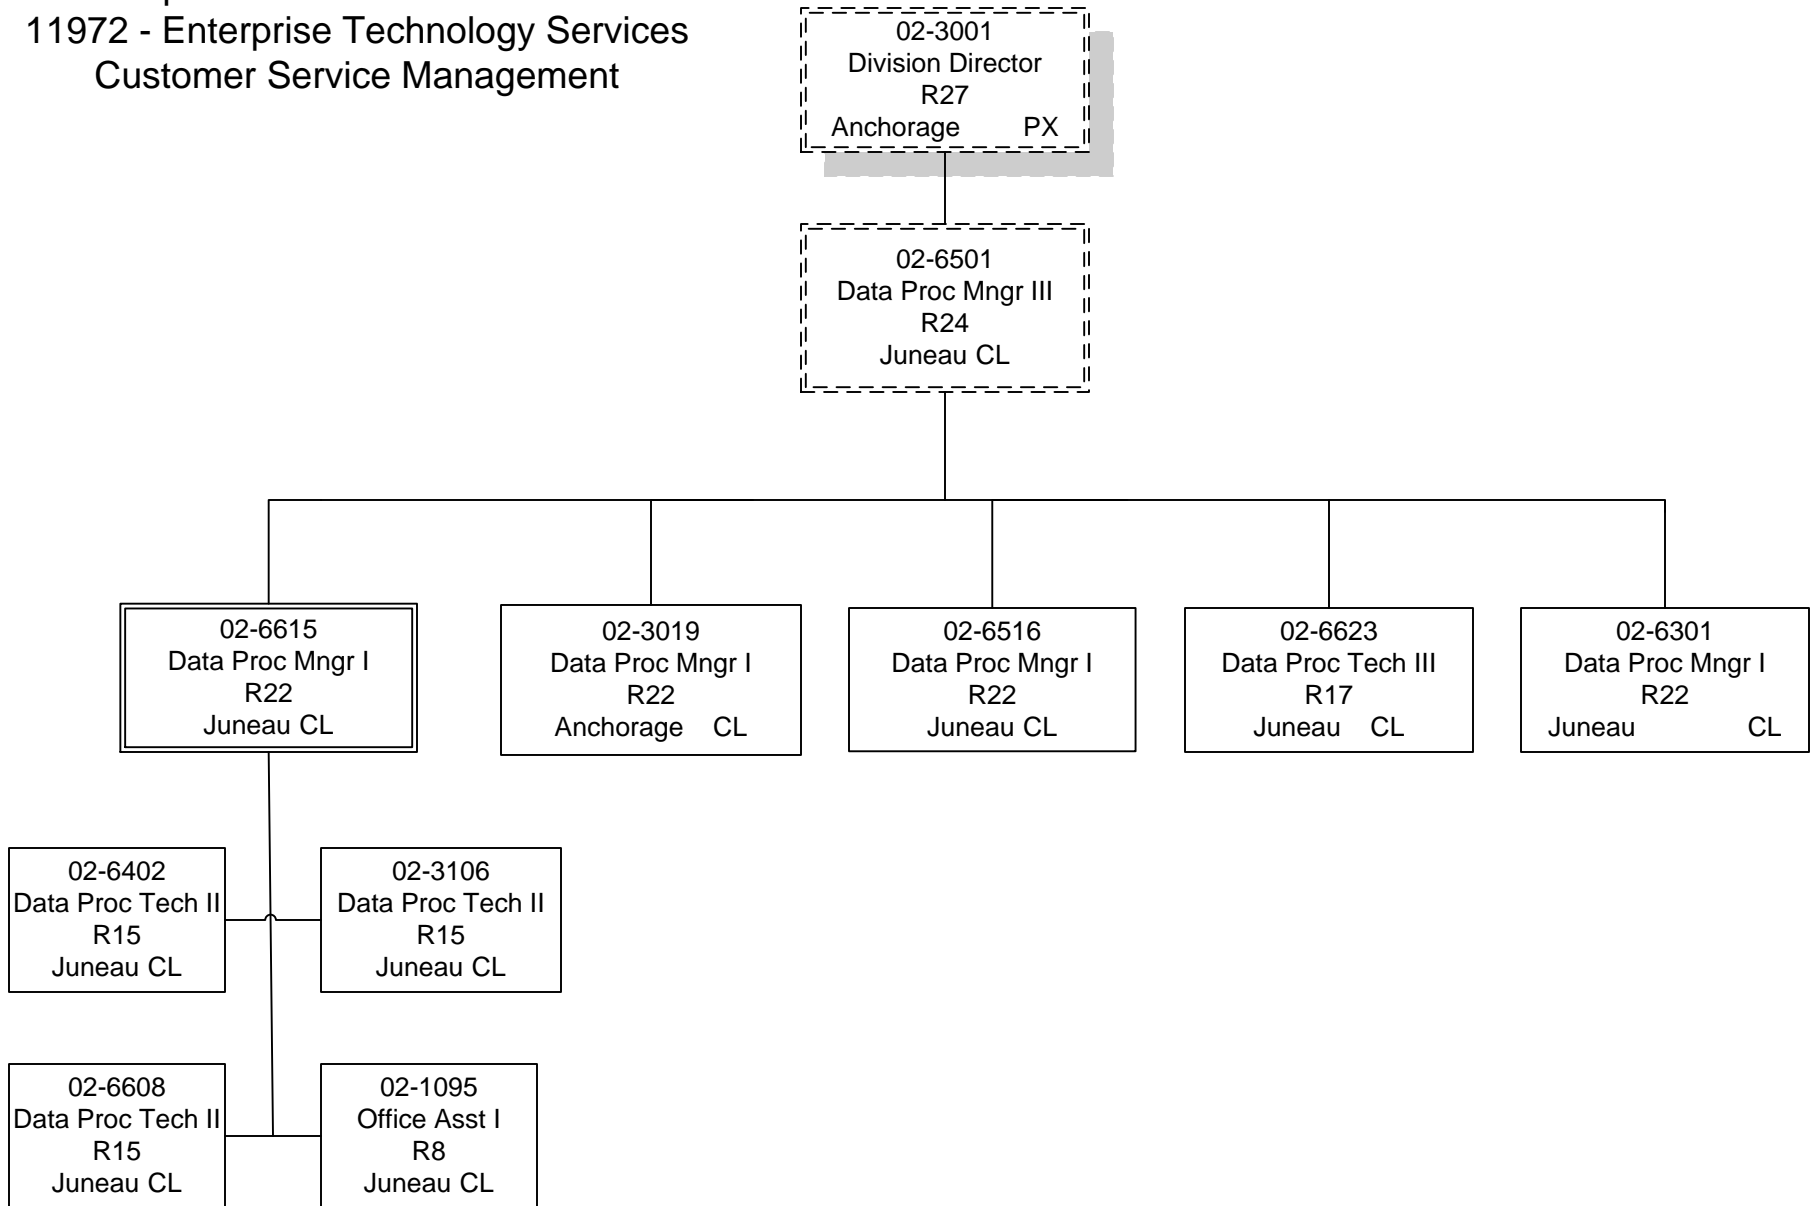 11972 - Enterprise Technology Services
Customer Service Management
02-3001
Division Director
R27
Anchorage PX
02-6501
Data Proc Mngr III
R24
Juneau CL
02-6615
Data Proc Mngr I
R22
Juneau CL
02-3019
Data Proc Mngr I
R22
Anchorage CL
02-6516
Data Proc Mngr I
R22
Juneau CL
02-6623
Data Proc Tech III
R17
Juneau CL
02-6301
Data Proc Mngr I
R22
Juneau CL
02-6402
Data Proc Tech II
R15
Juneau CL
02-3106
Data Proc Tech II
R15
Juneau CL
02-6608
Data Proc Tech II
R15
Juneau CL
02-1095
Office Asst I
R8
Juneau CL